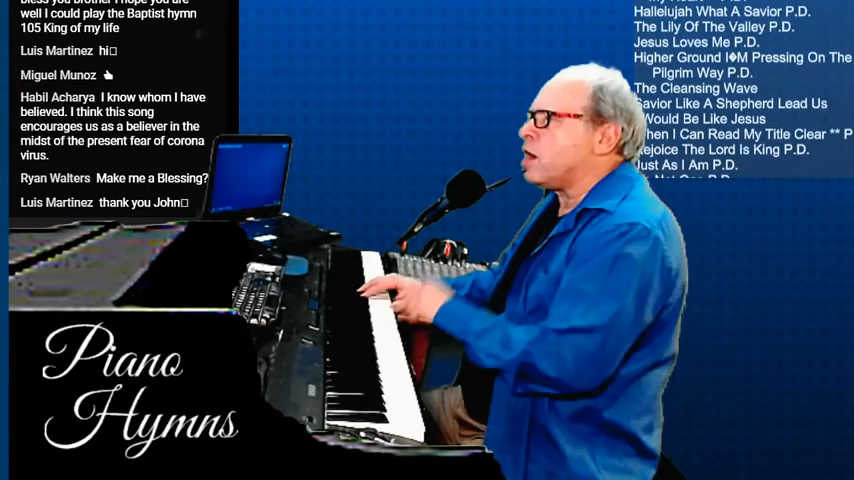 bless you brother I hope you are
well I could play the Baptist hymn
105 King of my life
Luis Martinez hi
Miguel Munoz
Habil Acharya I know whom I have
believed. I think this song
encourages us as a believer in the
midst of the present fear of corona
virus.
Ryan Walters Make me a Blessing?
Luis Martinez thank you John
Piano
Hymns
My Heart P.D.
Hallelujah What A Savior P.D.
The Lily Of The Valley P.D.
Jesus Loves Me P.D.
Higher Ground I�M Pressing On The
Pilgrim Way P.D.
The Cleansing Wave
Savior Like A Shepherd Lead Us
Would Be Like Jesus
When I Can Read My Title Clear ** P
Rejoice The Lord Is King P.D.
Just As I Am P.D.